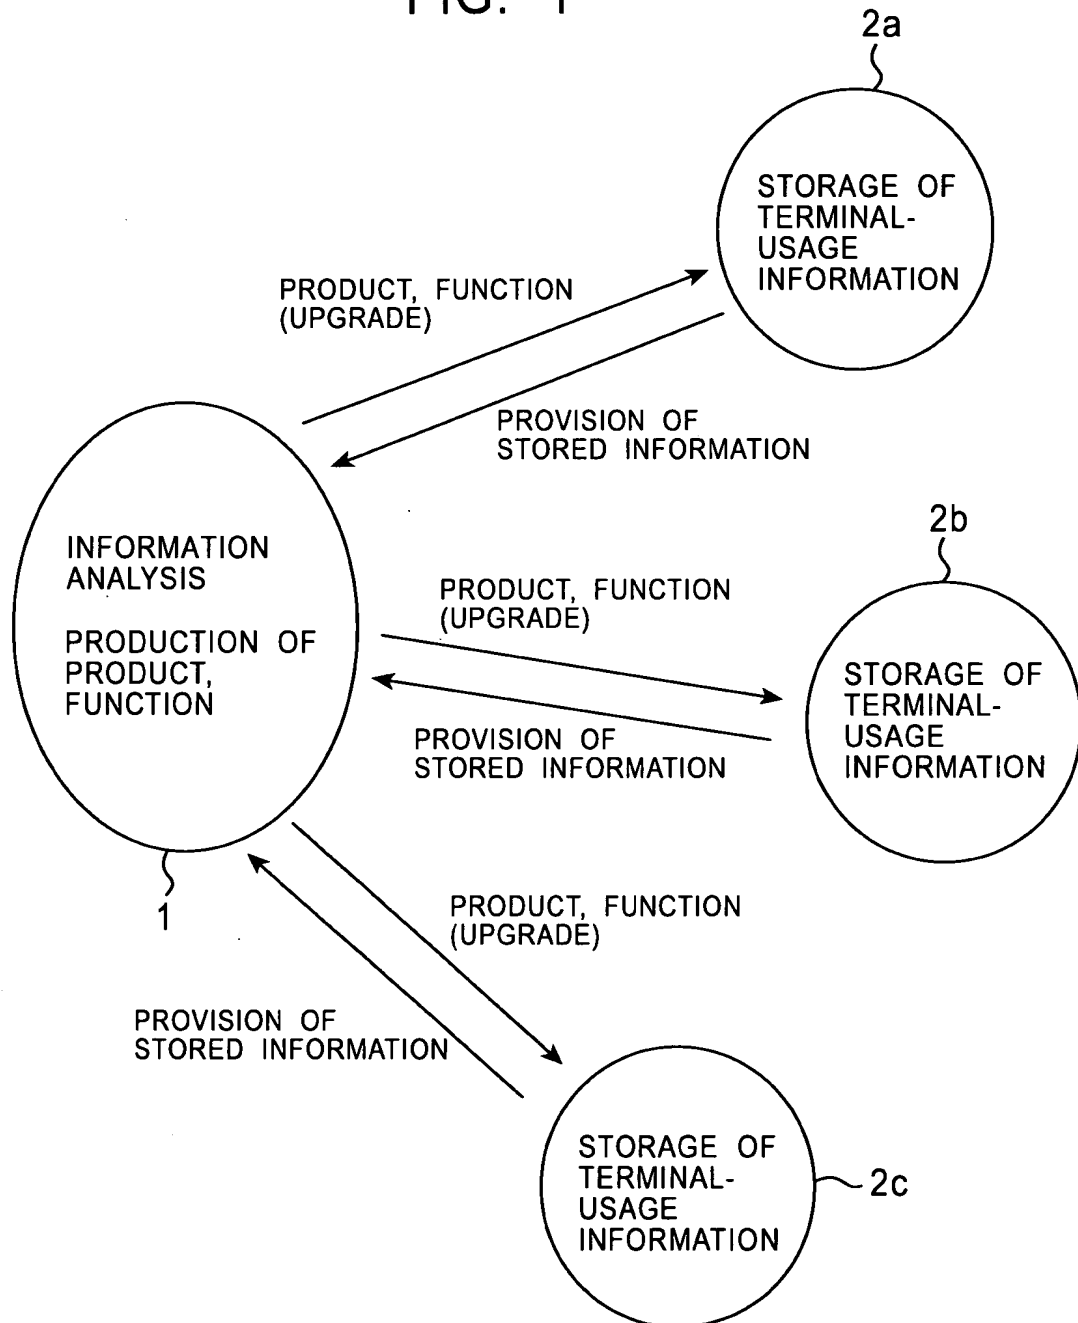 FIG. 1
2a
STORAGE OF
TERMINAL-
USAGE
INFORMATION
PRODUCT, FUNCTION
(UPGRADE)
PROVISION OF
STORED INFORMATION
2b
INFORMATION
ANALYSIS
PRODUCTION OF
PRODUCT,
FUNCTION
PRODUCT, FUNCTION
(UPGRADE)
STORAGE OF
TERMINAL-
USAGE
INFORMATION
PROVISION OF
STORED INFORMATION
1
PRODUCT, FUNCTION
(UPGRADE)
PROVISION OF
STORED INFORMATION
STORAGE OF
TERMINAL-
USAGE
INFORMATION
2c